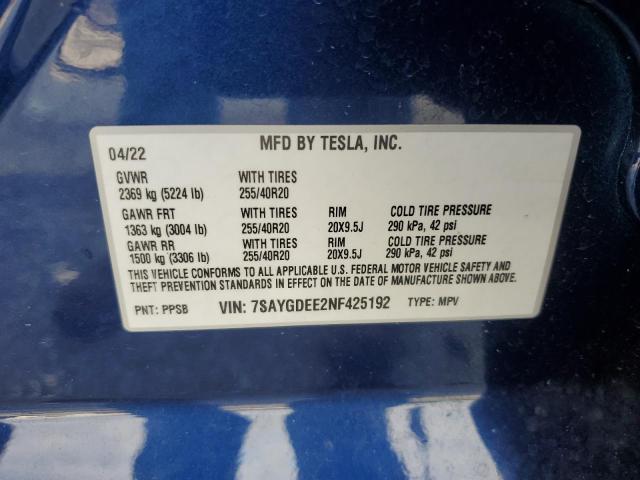 MFD BY TESLA, INC.
04/22
GVWR WITH TIRES
2369 kg (5224 lb) 255/40R20
GAWR FRT WITH TIRES RIM COLD TIRE PRESSURE
1363 kg (3004 lb) 255/40R20 20X9.5J 290 kPa, 42 psi
GAWR RR WITH TIRES RIM COLD TIRE PRESSURE
1500 kg (3306 lb) 255/40R20 20X9.5J 290 kPa, 42 psi
THIS VEHICLE CONFORMS TO ALL APPLICABLE U.S. FEDERAL MOTOR VEHICLE SAFETY AND
THEFT PREVENTION STANDARDS IN EFFECT ON THE DATE OF MANUFACTURE SHOWN ABOVE.
PNT: PPSB VIN: 7SAYGDEE2NF425192 TYPE: MPV